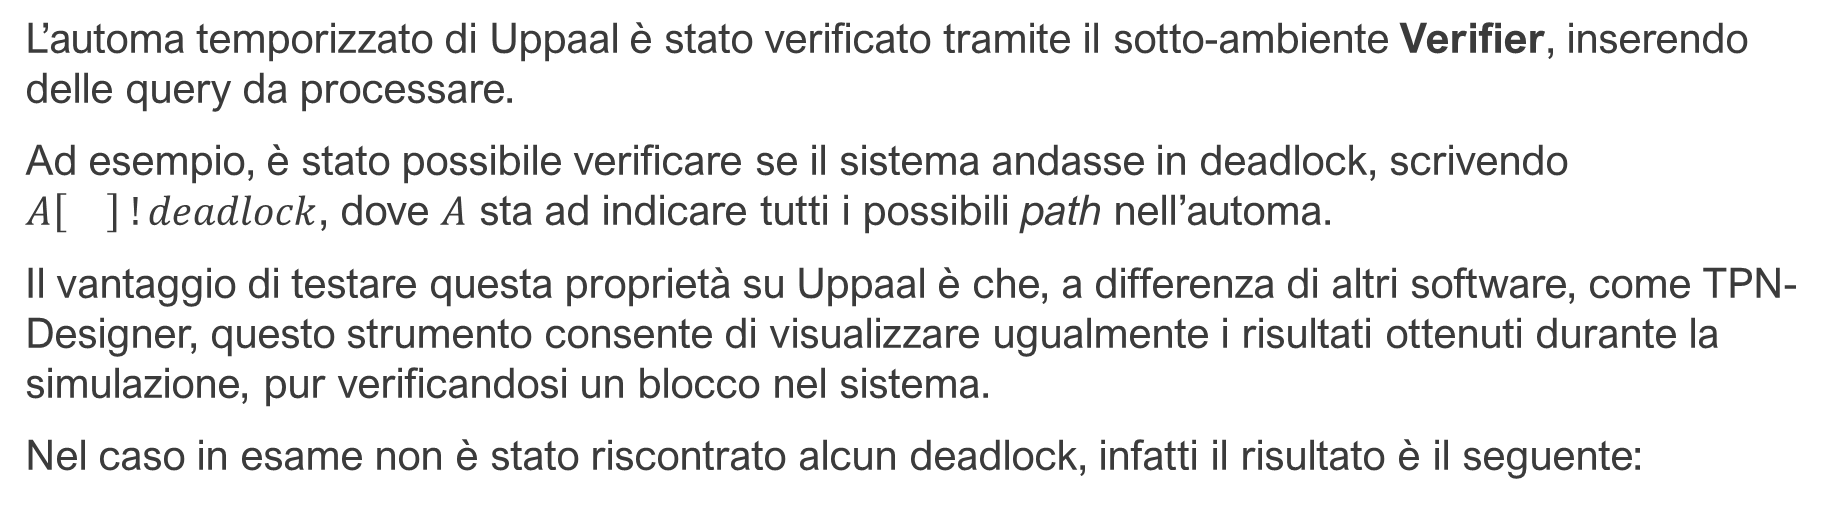 L'automa temporizzato di Uppaal è stato verificato tramite il sotto-ambiente Verifier, inserendo
delle query da processare.
Ad esempio, è stato possibile verificare se il sistema andasse in deadlock, scrivendo
A[ ] ! deadlock, dove A sta ad indicare tutti i possibili path nell'automa.
Il vantaggio di testare questa proprietà su Uppaal è che, a differenza di altri software, come TPN-
Designer, questo strumento consente di visualizzare ugualmente i risultati ottenuti durante la
simulazione, pur verificandosi un blocco nel sistema.
Nel caso in esame non è stato riscontrato alcun deadlock, infatti il risultato è il seguente: